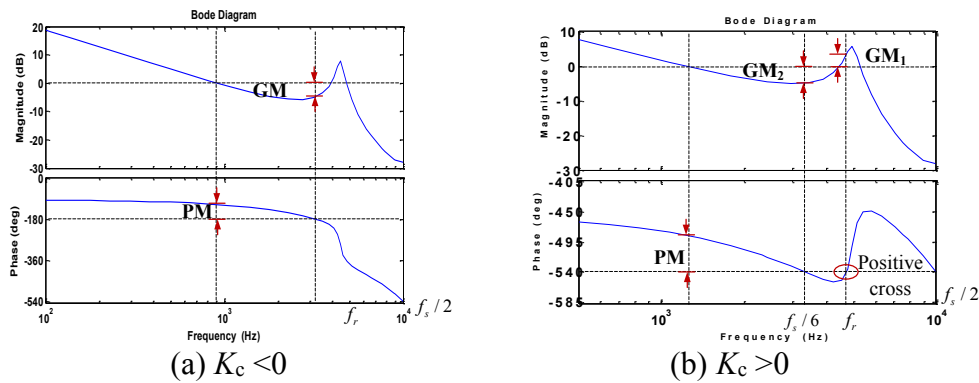 Bode Diagram
Magnitude (dB)
20
10
0
-10
-20
30
GM
Phase (deg)
0
-180
-360
-540
PM
10^2
10^3
10^4
f_r
f_s / 2
Frequency (Hz)
(a) K_c <0
Bode Diagram
Magnitude (dB)
10
0
-10
-20
-30
GM_2
GM_1
Phase (deg)
-405
-450
-495
-540
-585
PM
Positive
cross
10^3
f_s / 6
f_r
10^4
f_s / 2
Frequency (Hz)
(b) K_c >0